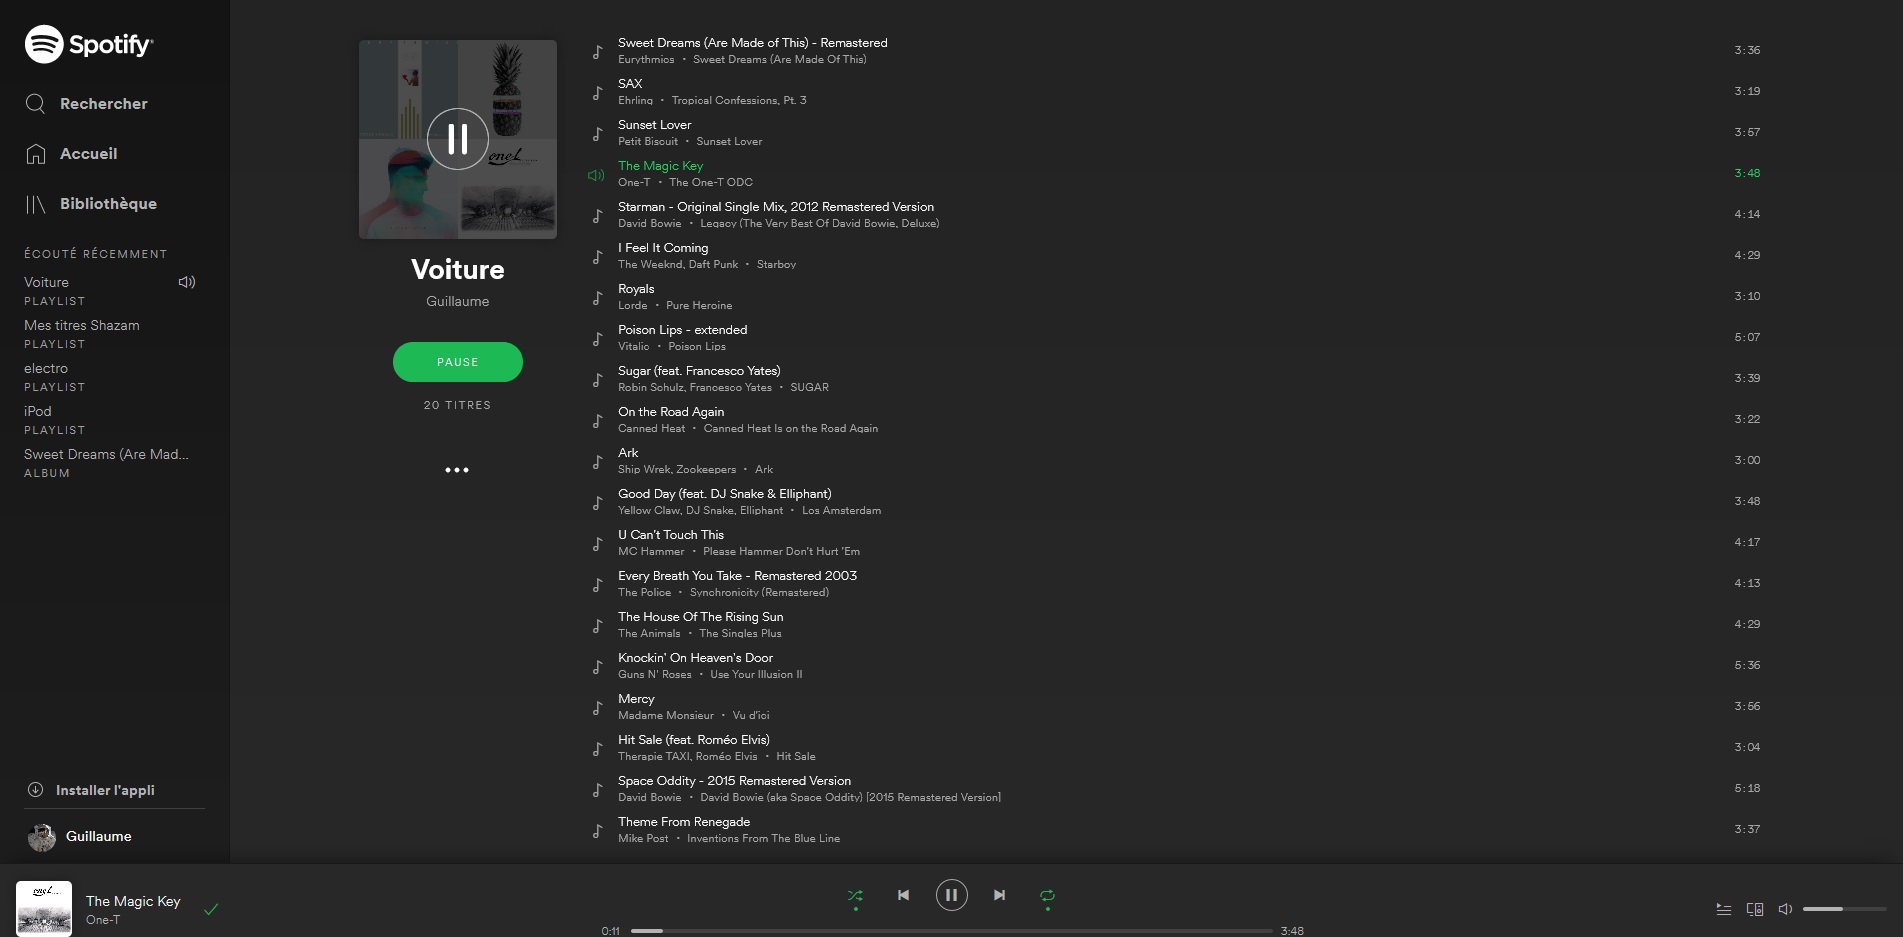 Spotify
Rechercher
Accueil
Bibliothèque
ÉCOUTÉ RÉCEMMENT
Voiture
PLAYLIST
Mes titres Shazam
PLAYLIST
electro
PLAYLIST
iPod
PLAYLIST
Sweet Dreams (Are Mad...
ALBUM
Installer l'appli
Guillaume
one L
Voiture
Guillaume
PAUSE
20 TITRES
Sweet Dreams (Are Made of This) - Remastered 3:36
Eurythmics • Sweet Dreams (Are Made Of This)
SAX 3:19
Ehrling • Tropical Confessions, Pt. 3
Sunset Lover 3:57
Petit Biscuit • Sunset Lover
The Magic Key 3:48
One-T • The One-T ODC
Starman - Original Single Mix, 2012 Remastered Version 4:14
David Bowie • Legacy (The Very Best Of David Bowie, Deluxe)
I Feel It Coming 4:29
The Weeknd, Daft Punk • Starboy
Royals 3:10
Lorde • Pure Heroine
Poison Lips - extended 5:07
Vitalic • Poison Lips
Sugar (feat. Francesco Yates) 3:39
Robin Schulz, Francesco Yates • SUGAR
On the Road Again 3:22
Canned Heat • Canned Heat Is on the Road Again
Ark 3:00
Ship Wrek, Zookeepers • Ark
Good Day (feat. DJ Snake & Elliphant) 3:48
Yellow Claw, DJ Snake, Elliphant • Los Amsterdam
U Can't Touch This 4:17
MC Hammer • Please Hammer Don't Hurt 'Em
Every Breath You Take - Remastered 2003 4:13
The Police • Synchronicity (Remastered)
The House Of The Rising Sun 4:29
The Animals • The Singles Plus
Knockin' On Heaven's Door 5:36
Guns N' Roses • Use Your Illusion II
Mercy 3:56
Madame Monsieur • Vu d'ici
Hit Sale (feat. Roméo Elvis) 3:04
Therapie TAXI, Roméo Elvis • Hit Sale
Space Oddity - 2015 Remastered Version 5:18
David Bowie • David Bowie (aka Space Oddity) [2015 Remastered Version]
Theme From Renegade 3:37
Mike Post • Inventions From The Blue Line
The Magic Key
One-T
0:11 3:48